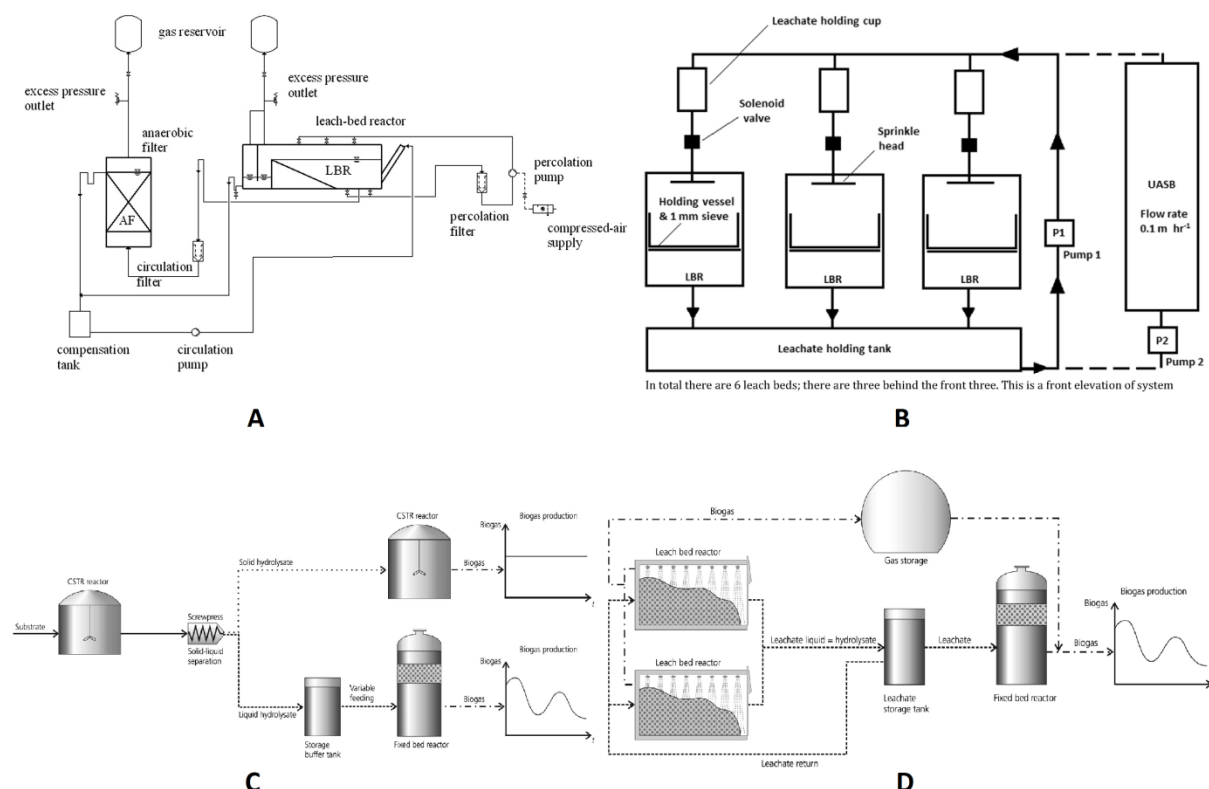 gas reservoir
excess pressure
outlet
excess pressure
outlet
anaerobic
filter
leach-bed reactor
LBR
AF
percolation
pump
percolation
filter
compressed-air
supply
circulation
filter
compensation
tank
circulation
pump
A
Leachate holding cup
Solenoid
valve
Sprinkle
head
Holding vessel
& 1 mm sieve
LBR
LBR
LBR
Leachate holding tank
P1
Pump 1
UASB
Flow rate
0.1 m hr-1
P2
Pump 2
In total there are 6 leach beds; there are three behind the front three. This is a front elevation of system
B
CSTR reactor
Substrate
Screwpress
Solid-liquid
separation
Solid hydrolysate
CSTR reactor
Biogas
Biogas
Biogas production
t
Liquid hydrolysate
Storage
buffer tank
Variable
feeding
Fixed bed reactor
Biogas
Biogas
Biogas production
t
C
Biogas
Gas storage
Leach bed reactor
Leach bed reactor
Leachate liquid = hydrolysate
Leachate
storage tank
Leachate
Fixed bed reactor
Biogas
Biogas
Biogas production
t
Leachate return
D